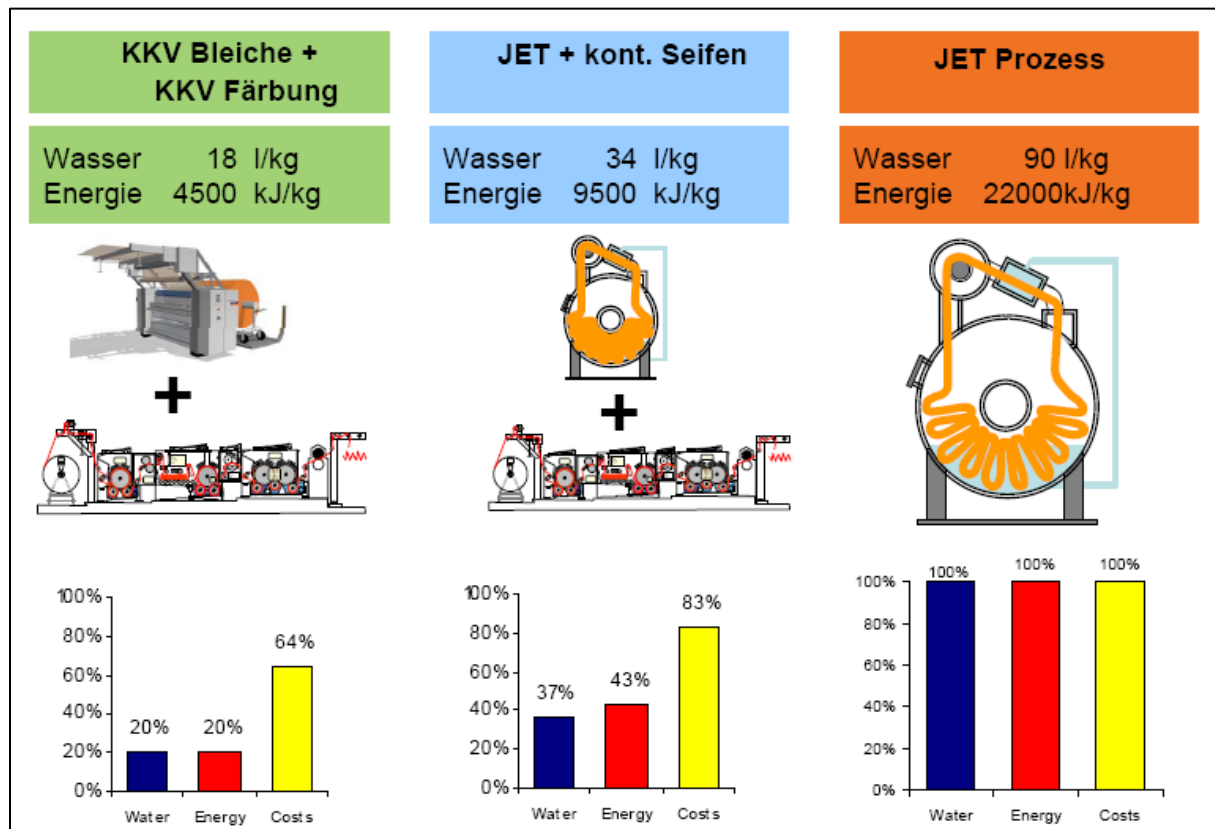 KKV Bleiche +
KKV Färbung
Wasser 18 l/kg
Energie 4500 kJ/kg
JET + kont. Seifen
Wasser 34 l/kg
Energie 9500 kJ/kg
JET Prozess
Wasser 90 l/kg
Energie 22000kJ/kg
+
+
100%
80%
60%
40%
20%
0%
20%
20%
64%
Water Energy Costs
100%
80%
60%
40%
20%
0%
37%
43%
83%
Water Energy Costs
100%
80%
60%
40%
20%
0%
100%
100%
100%
Water Energy Costs